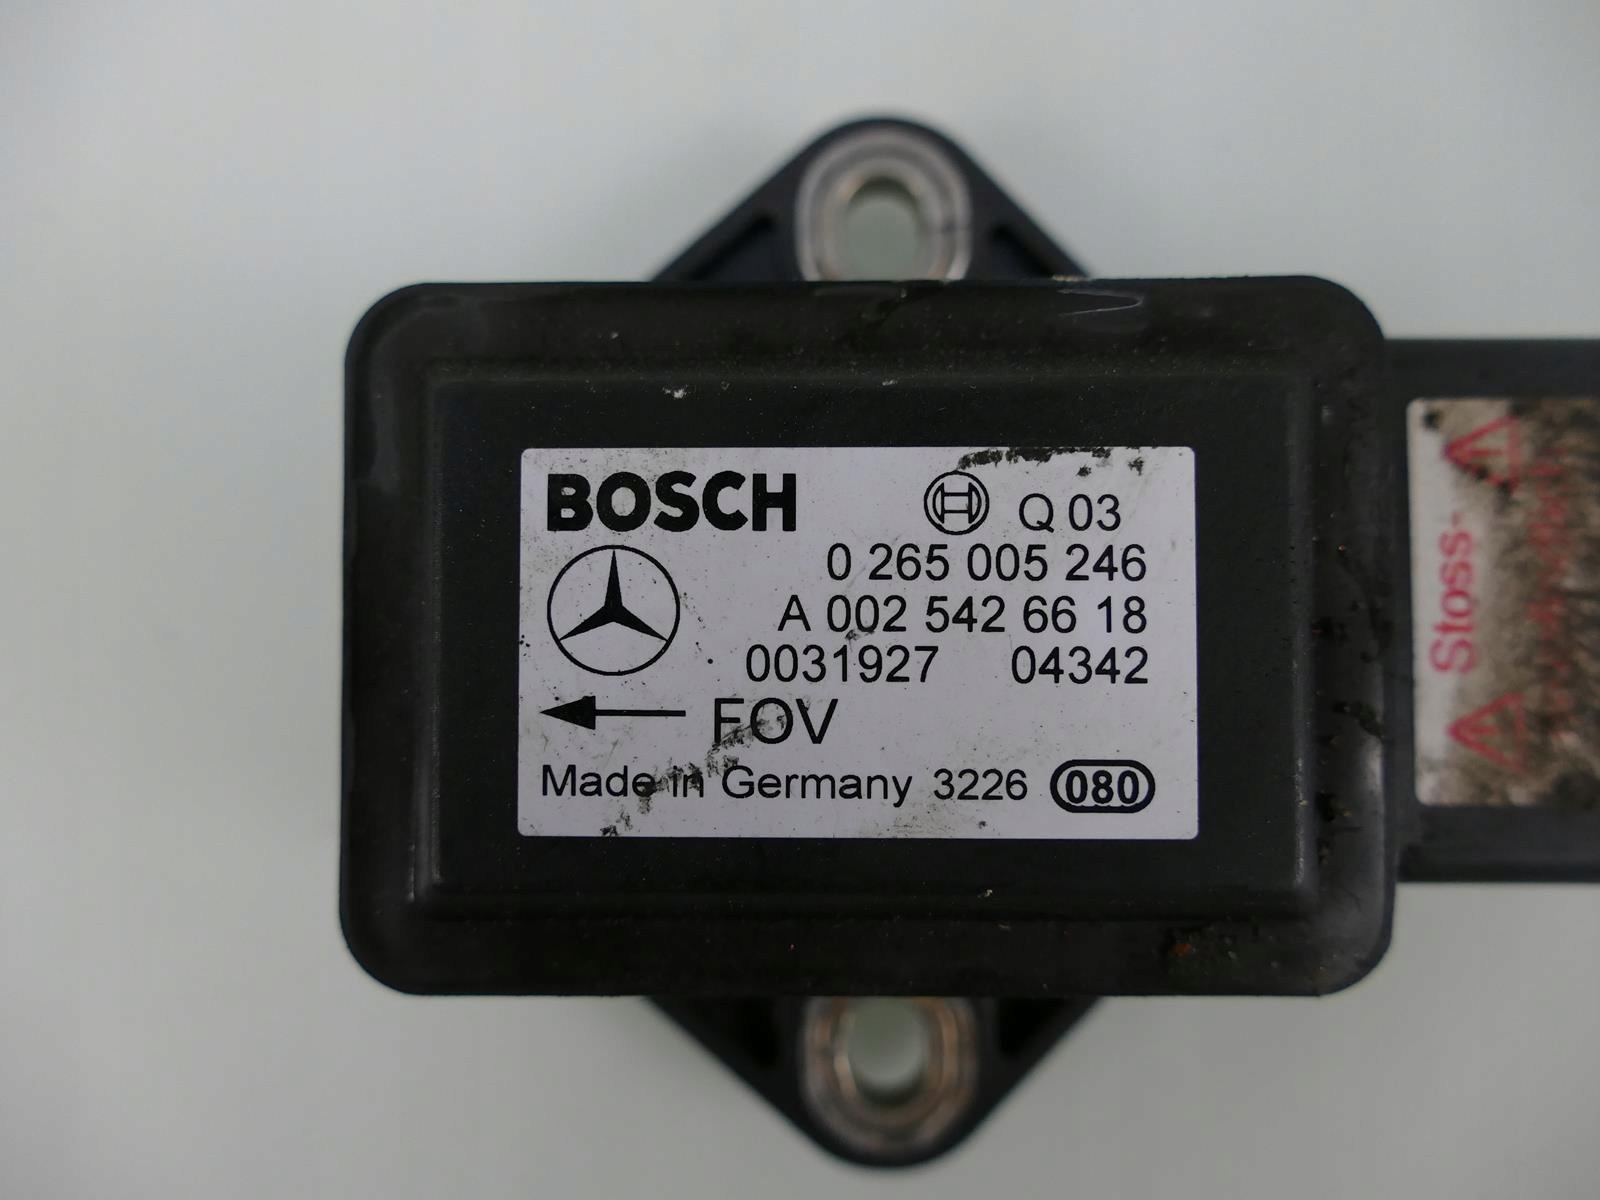 BOSCH Q 03
0 265 005 246
A 002 542 66 18
0031927 04342
FOV
Made in Germany 3226 080
Stoss-